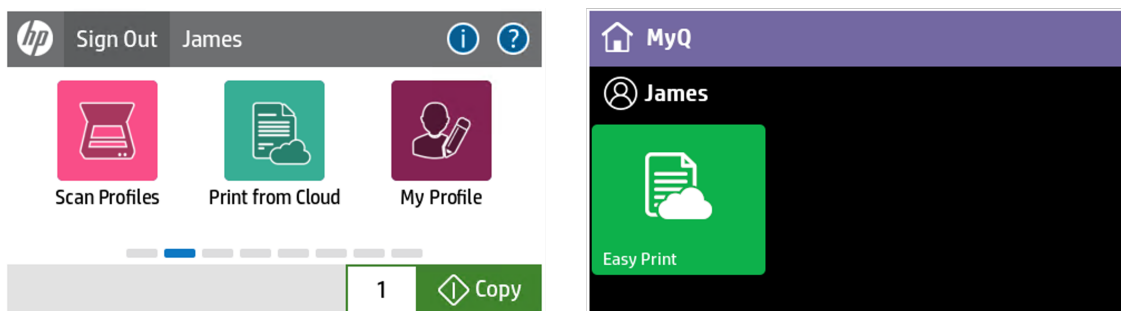 hp Sign Out James i ?
Scan Profiles Print from Cloud My Profile
1 Copy
MyQ
James
Easy Print